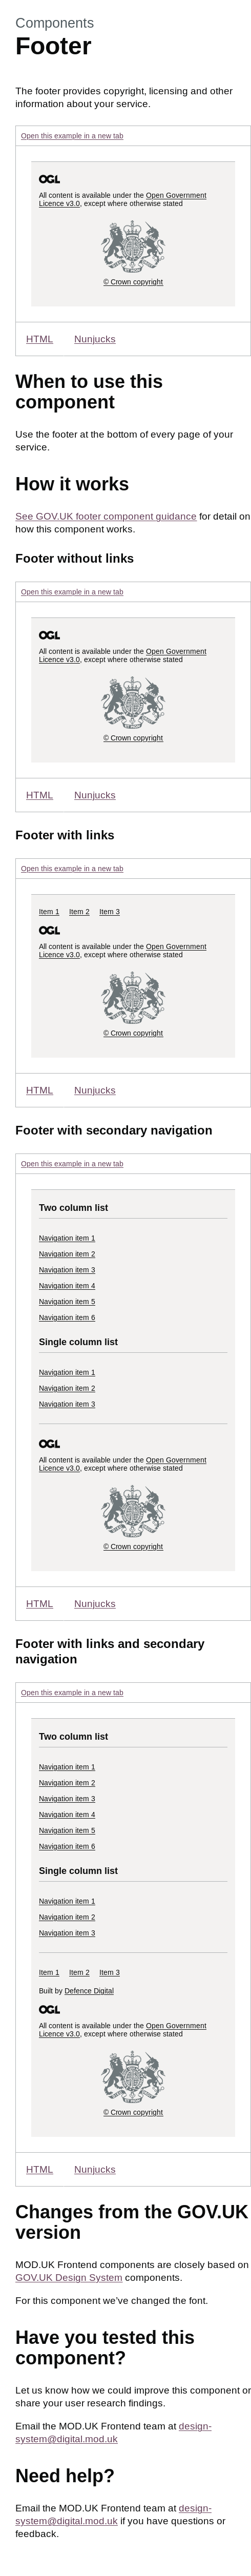 Components
Footer
The footer provides copyright, licensing and other
information about your service.
Open this example in a new tab
OGL
All content is available under the Open Government
Licence v3.0, except where otherwise stated
© Crown copyright
HTML Nunjucks
When to use this
component
Use the footer at the bottom of every page of your
service.
How it works
See GOV.UK footer component guidance for detail on
how this component works.
Footer without links
Open this example in a new tab
OGL
All content is available under the Open Government
Licence v3.0, except where otherwise stated
© Crown copyright
HTML Nunjucks
Footer with links
Open this example in a new tab
Item 1 Item 2 Item 3
OGL
All content is available under the Open Government
Licence v3.0, except where otherwise stated
© Crown copyright
HTML Nunjucks
Footer with secondary navigation
Open this example in a new tab
Two column list
Navigation item 1
Navigation item 2
Navigation item 3
Navigation item 4
Navigation item 5
Navigation item 6
Single column list
Navigation item 1
Navigation item 2
Navigation item 3
OGL
All content is available under the Open Government
Licence v3.0, except where otherwise stated
© Crown copyright
HTML Nunjucks
Footer with links and secondary
navigation
Open this example in a new tab
Two column list
Navigation item 1
Navigation item 2
Navigation item 3
Navigation item 4
Navigation item 5
Navigation item 6
Single column list
Navigation item 1
Navigation item 2
Navigation item 3
Item 1 Item 2 Item 3
Built by Defence Digital
OGL
All content is available under the Open Government
Licence v3.0, except where otherwise stated
© Crown copyright
HTML Nunjucks
Changes from the GOV.UK
version
MOD.UK Frontend components are closely based on
GOV.UK Design System components.
For this component we've changed the font.
Have you tested this
component?
Let us know how we could improve this component or
share your user research findings.
Email the MOD.UK Frontend team at design-
system@digital.mod.uk
Need help?
Email the MOD.UK Frontend team at design-
system@digital.mod.uk if you have questions or
feedback.